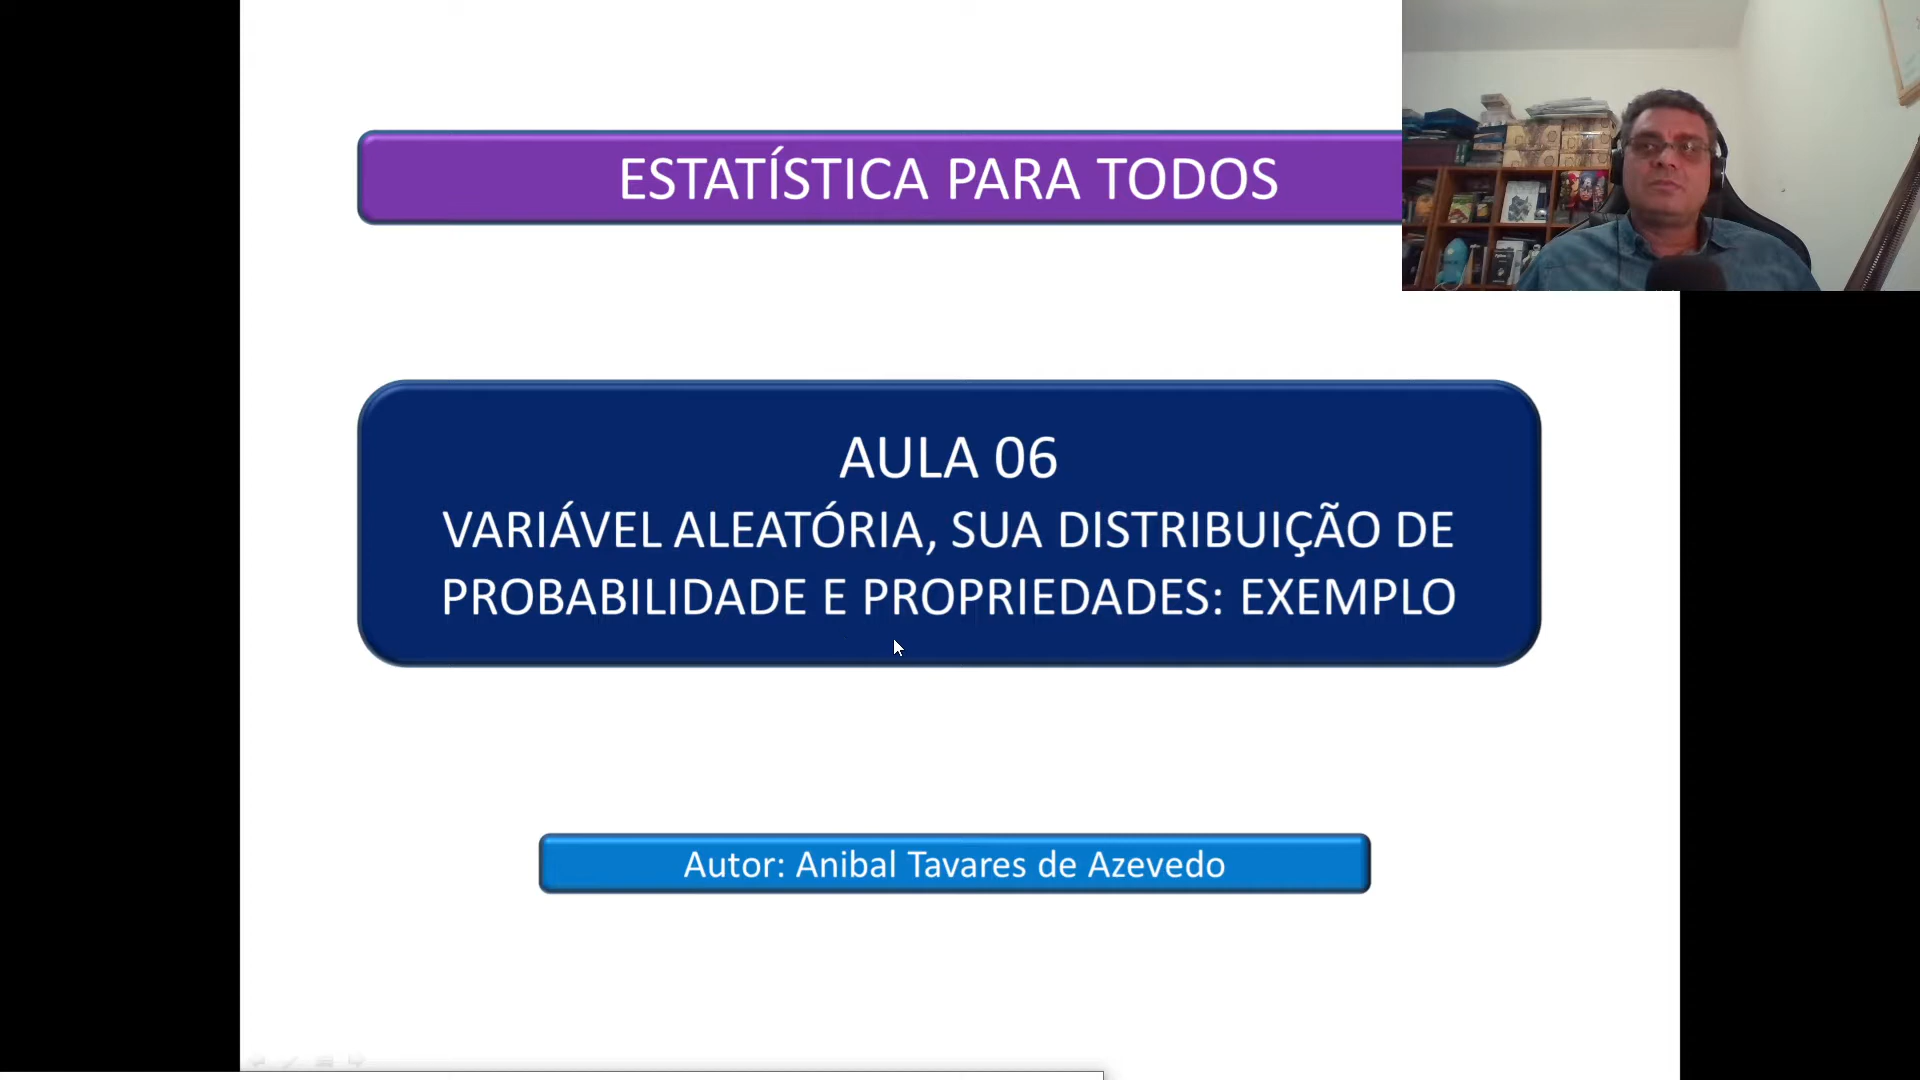 ESTATÍSTICA PARA TODOS
AULA 06
VARIÁVEL ALEATÓRIA, SUA DISTRIBUIÇÃO DE
PROBABILIDADE E PROPRIEDADES: EXEMPLO
Autor: Anibal Tavares de Azevedo